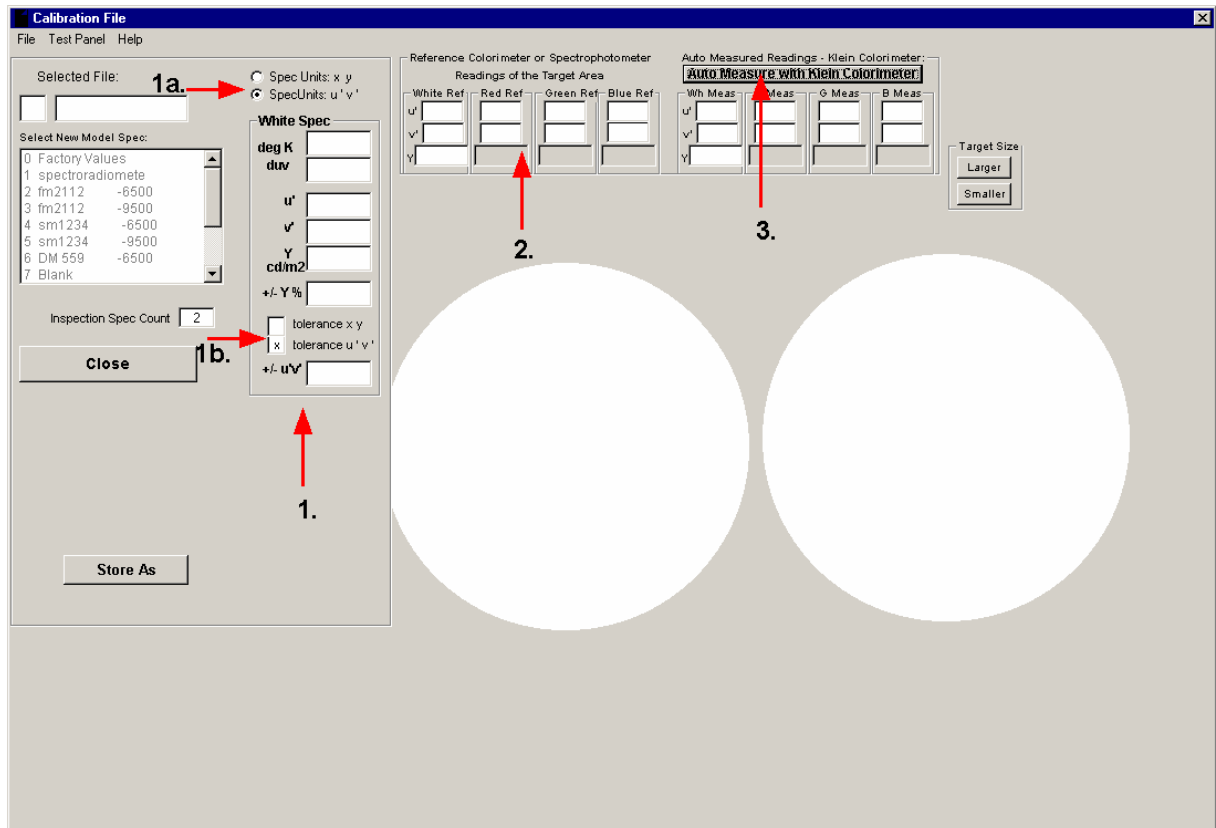 Calibration File
File Test Panel Help
Selected File:
1a.
Spec Units: x y
SpecUnits: u ' v '
Select New Model Spec:
0 Factory Values
1 spectroradiomete
2 fm2112 -6500
3 fm2112 -9500
4 sm1234 -6500
5 sm1234 -9500
6 DM 559 -6500
7 Blank
Inspection Spec Count 2
Close
1b.
Store As
White Spec
deg K
duv
u'
v'
Y
cd/m2
+/- Y %
tolerance x y
x tolerance u ' v '
+/- u'v'
1.
Reference Colorimeter or Spectrophotometer
Readings of the Target Area
White Ref Red Ref Green Ref Blue Ref
u'
v'
Y
2.
Auto Measured Readings - Klein Colorimeter:
Auto Measure with Klein Colorimeter
Wh Meas Meas G Meas B Meas
u'
v'
Y
3.
Target Size
Larger
Smaller